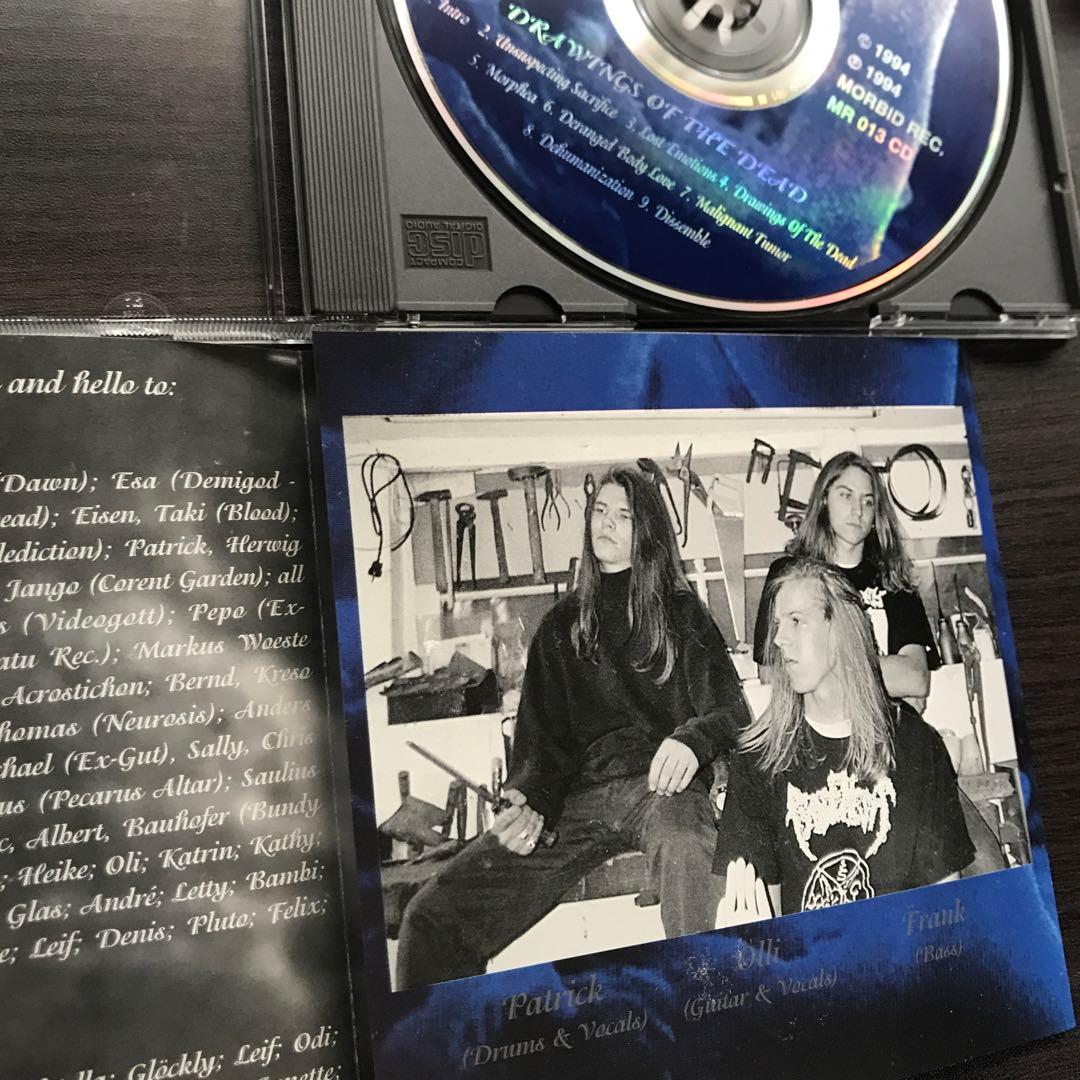 DRAWINGS OF THE DEAD
Intro 2. Unsuspecting Sacrifice 3. Lost Emotions 4. Drawings Of The Dead
5. Morphea 6. Deranged Body Love 7. Malignant Tumor
8. Dehumanization 9. Dissemble
© 1994
℗ 1994
MORBID REC.
MR 013 CD
COMPACT
disc
DIGITAL AUDIO
and hello to:
(Dawn); Esa (Demigod -
ead); Eisen, Taki (Blood);
lediction); Patrick, Herwig
Jango (Corent Garden); all
s (Videogott); Pepo (Ex-
atu Rec.); Markus Woeste
Acrostichon; Bernd, Kreso
homas (Neurosis); Anders
chael (Ex-Gut), Sally, Chris
us (Pecarus Altar); Saulius
c, Albert, Bauhofer (Bundy
; Heike; Oli; Katrin; Kathy;
Glas; André; Letty; Bambi;
e; Leif; Denis; Pluto; Felix;
Glöckly; Leif; Odi;
Patrick
(Drums & Vocals)
Olli
(Guitar & Vocals)
Frank
(Bass)